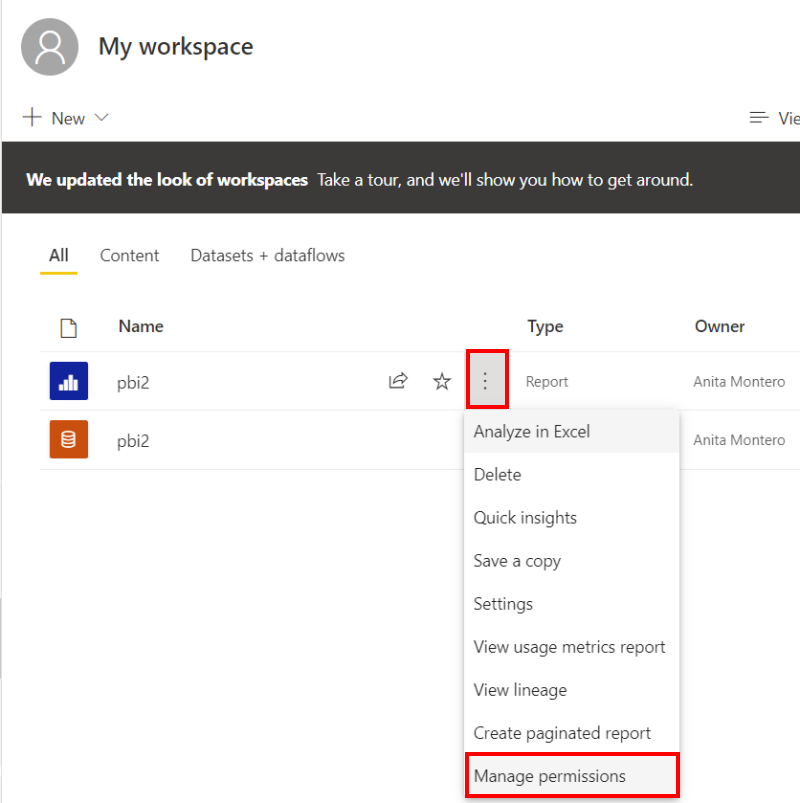 My workspace
New
Vie
We updated the look of workspaces Take a tour, and we'll show you how to get around.
All Content Datasets + dataflows
Name Type Owner
pbi2 Report Anita Montero
pbi2 Anita Montero
Analyze in Excel
Delete
Quick insights
Save a copy
Settings
View usage metrics report
View lineage
Create paginated report
Manage permissions